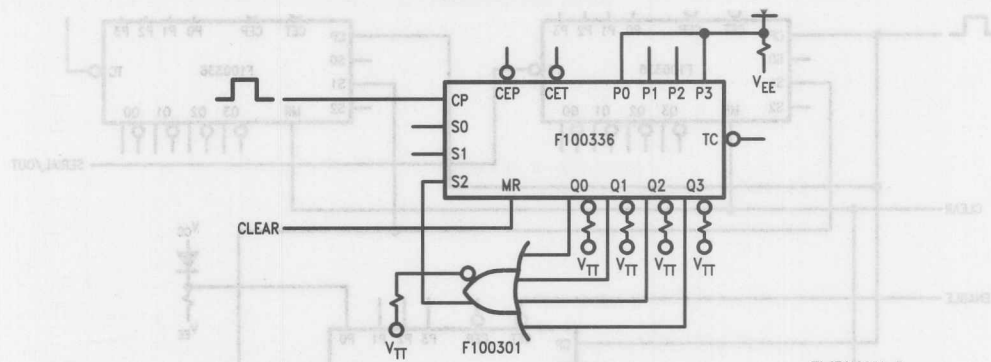 V_EE
CEP CET P0 P1 P2 P3
CP
S0
F100336
TC
S1
S2
MR Q0 Q1 Q2 Q3
CLEAR
V_TT V_TT V_TT V_TT
V_TT
F100301